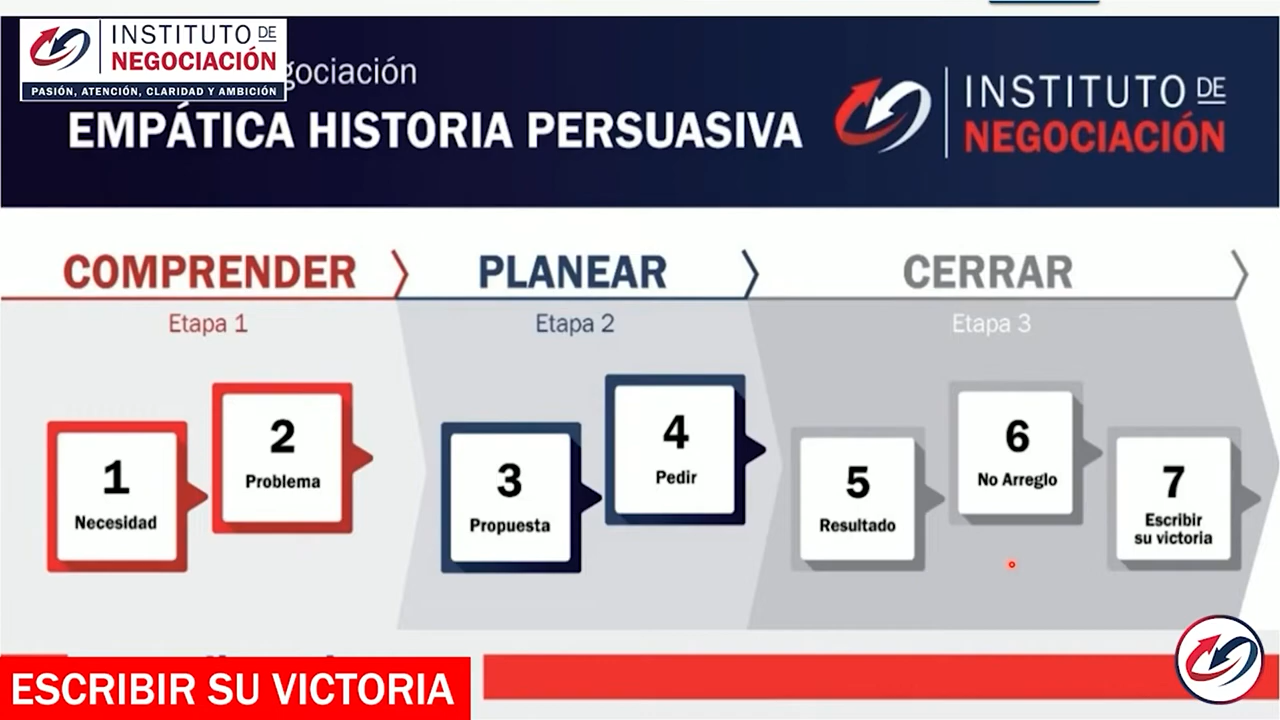 INSTITUTO DE
NEGOCIACIÓN
PASIÓN, ATENCIÓN, CLARIDAD Y AMBICIÓN
EMPÁTICA HISTORIA PERSUASIVA
INSTITUTO DE
NEGOCIACIÓN
COMPRENDER
Etapa 1
PLANEAR
Etapa 2
CERRAR
Etapa 3
1
Necesidad
2
Problema
3
Propuesta
4
Pedir
5
Resultado
6
No Arreglo
7
Escribir
su victoria
ESCRIBIR SU VICTORIA